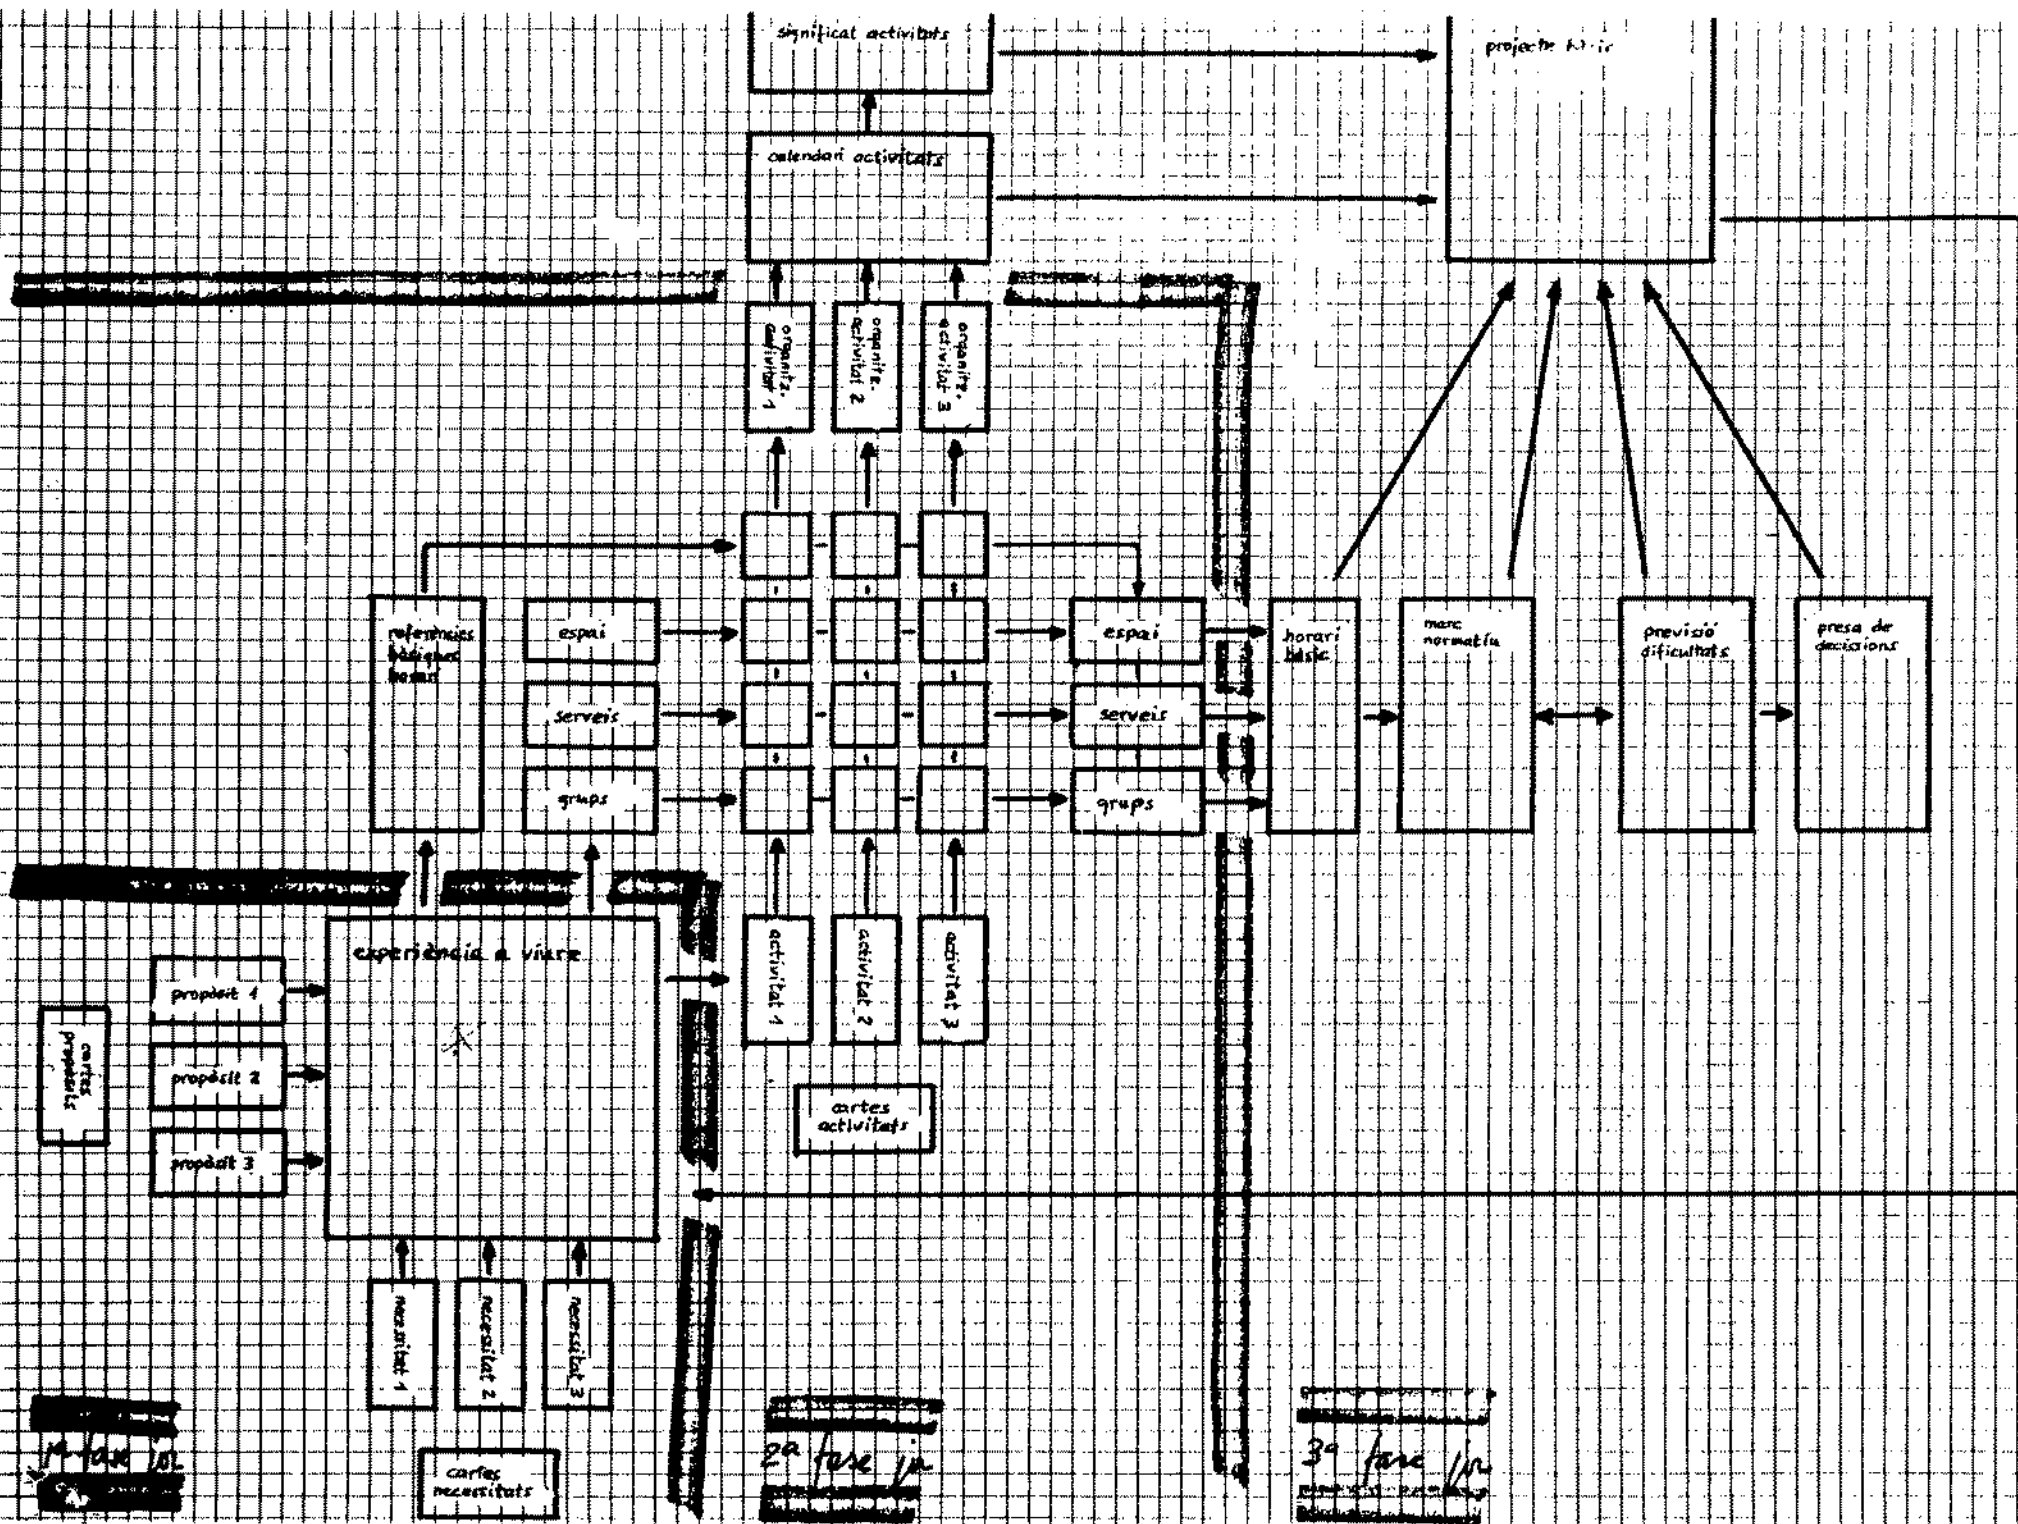 significat activitats
projecte
calendari activitats
organitz.
activitat 1
organitz.
activitat 2
organitz.
activitat 3
referències
bàsiques
espai
serveis
grups
espai
serveis
grups
horari
bàsic
marc
normatiu
previsió
dificultats
presa de
decissions
experiència a viure
propòsit 1
propòsit 2
propòsit 3
cartes
propòsits
activitat 1
activitat 2
activitat 3
cartes
activitats
necessitat 1
necessitat 2
necessitat 3
cartes
necessitats
1ª fase
2ª fase
3ª fase